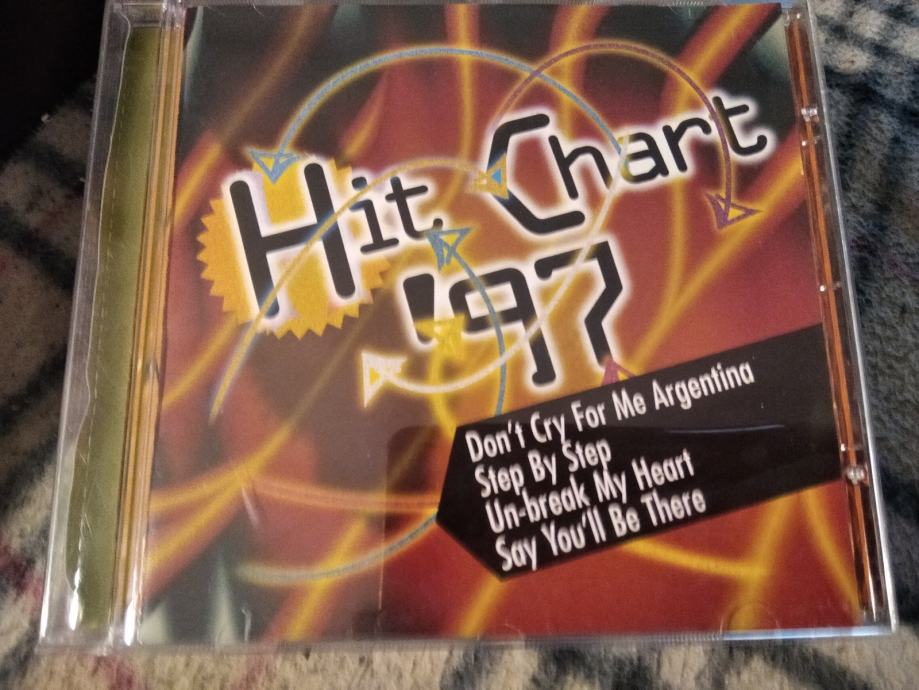 Hit Chart
'97
Don't Cry For Me Argentina
Step By Step
Un-break My Heart
Say You'll Be There